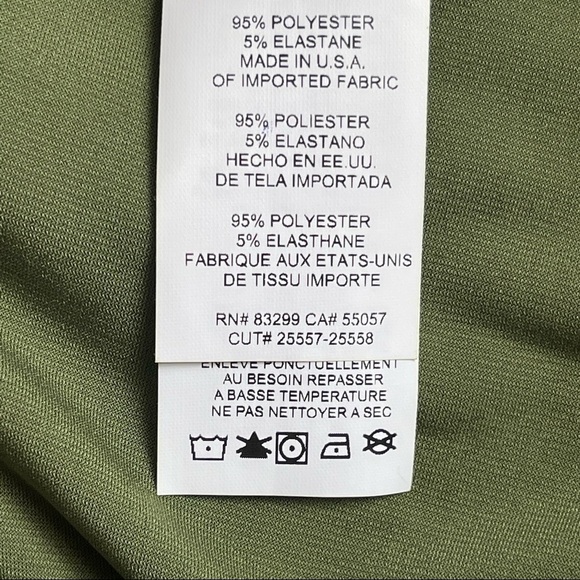 95% POLYESTER
5% ELASTANE
MADE IN U.S.A.
OF IMPORTED FABRIC
95% POLIESTER
5% ELASTANO
HECHO EN EE.UU.
DE TELA IMPORTADA
95% POLYESTER
5% ELASTHANE
FABRIQUE AUX ETATS-UNIS
DE TISSU IMPORTE
RN# 83299 CA# 55057
CUT# 25557-25558
ENLEVE PONCTUELLEMENT
AU BESOIN REPASSER
A BASSE TEMPERATURE
NE PAS NETTOYER A SEC